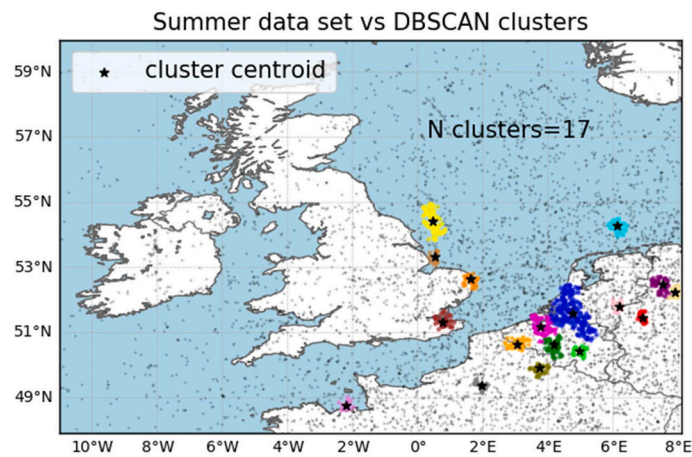 Summer data set vs DBSCAN clusters
59°N
cluster centroid
57°N
N clusters=17
55°N
53°N
51°N
49°N
10°W 8°W 6°W 4°W 2°W 0° 2°E 4°E 6°E 8°E